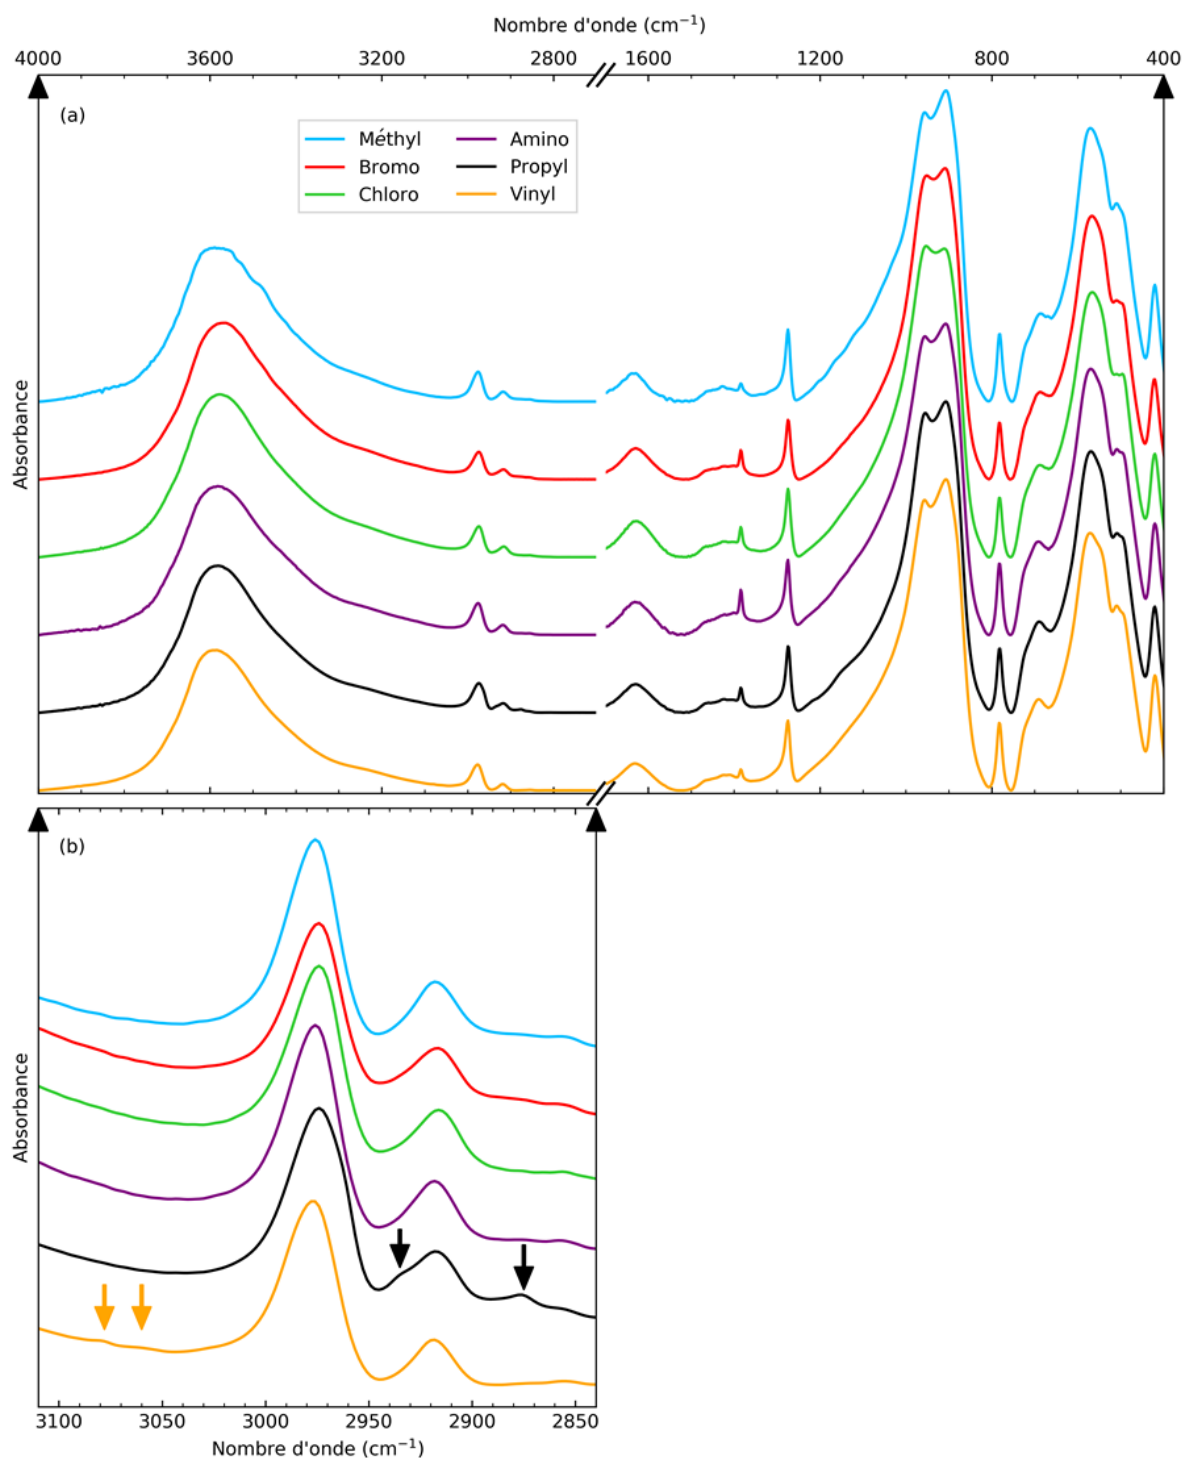 Nombre d'onde (cm⁻¹)
4000 3600 3200 2800 1600 1200 800 400
(a)
Méthyl Amino
Bromo Propyl
Chloro Vinyl
Absorbance
(b)
Absorbance
3100 3050 3000 2950 2900 2850
Nombre d'onde (cm⁻¹)